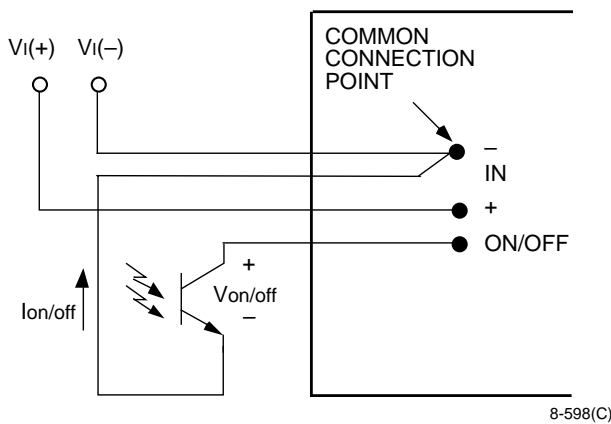 VI(+)
VI(–)
COMMON
CONNECTION
POINT
–
IN
+
ON/OFF
+
Von/off
–
Ion/off
8-598(C)